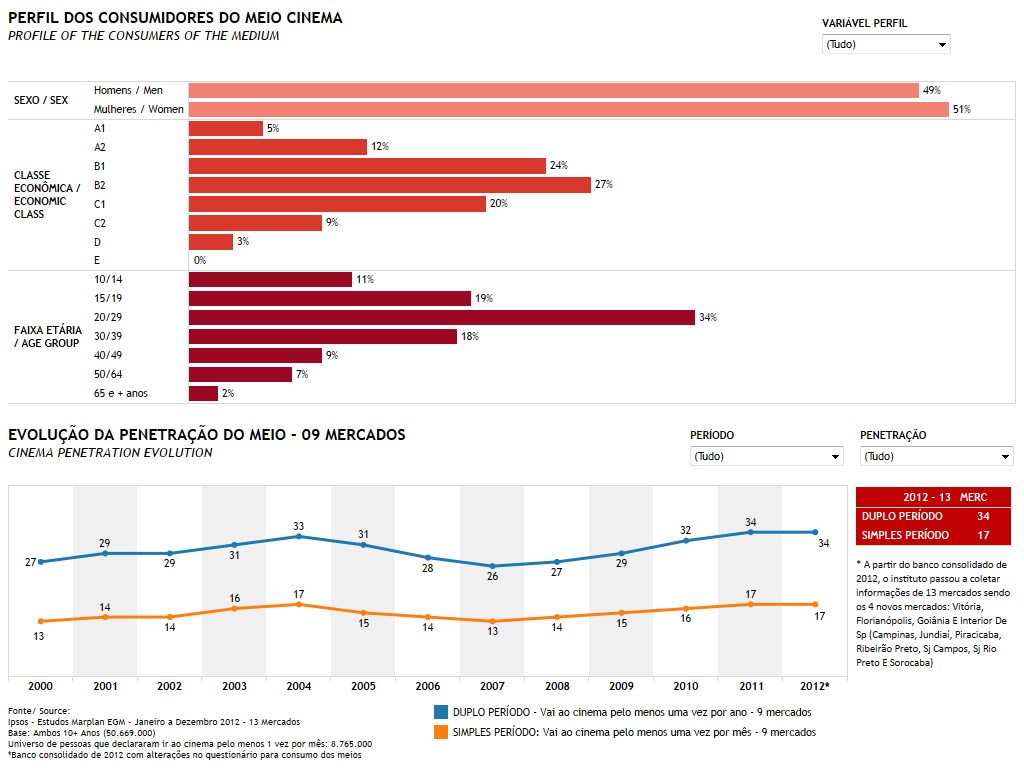 PERFIL DOS CONSUMIDORES DO MEIO CINEMA
PROFILE OF THE CONSUMERS OF THE MEDIUM
VARIÁVEL PERFIL
(Tudo)
SEXO / SEX
Homens / Men 49%
Mulheres / Women 51%
CLASSE
ECONÔMICA /
ECONOMIC
CLASS
A1 5%
A2 12%
B1 24%
B2 27%
C1 20%
C2 9%
D 3%
E 0%
FAIXA ETÁRIA
/ AGE GROUP
10/14 11%
15/19 19%
20/29 34%
30/39 18%
40/49 9%
50/64 7%
65 e + anos 2%
EVOLUÇÃO DA PENETRAÇÃO DO MEIO - 09 MERCADOS
CINEMA PENETRATION EVOLUTION
PERÍODO
(Tudo)
PENETRAÇÃO
(Tudo)
27 29 29 31 33 31 28 26 27 29 32 34 34
13 14 14 16 17 15 14 13 14 15 16 17 17
2000 2001 2002 2003 2004 2005 2006 2007 2008 2009 2010 2011 2012*
2012 - 13 MERC
DUPLO PERÍODO 34
SIMPLES PERÍODO 17
* A partir do banco consolidado de
2012, o instituto passou a coletar
informações de 13 mercados sendo
os 4 novos mercados: Vitória,
Florianópolis, Goiânia E Interior De
Sp (Campinas, Jundiaí, Piracicaba,
Ribeirão Preto, Sj Campos, Sj Rio
Preto E Sorocaba)
Fonte/ Source:
Ipsos - Estudos Marplan EGM - Janeiro a Dezembro 2012 - 13 Mercados
Base: Ambos 10+ Anos (50.669.000)
Universo de pessoas que declararam ir ao cinema pelo menos 1 vez por mês: 8.765.000
*Banco consolidado de 2012 com alterações no questionário para consumo dos meios
DUPLO PERÍODO - Vai ao cinema pelo menos uma vez por ano - 9 mercados
SIMPLES PERÍODO: Vai ao cinema pelo menos uma vez por mês - 9 mercados